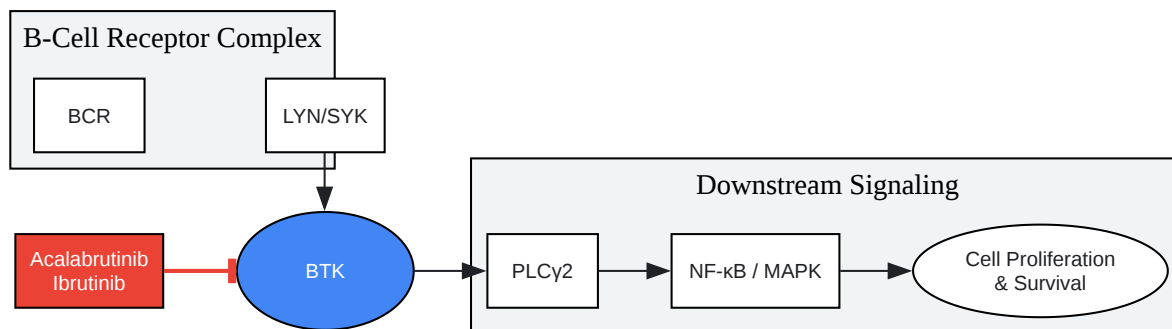 B-Cell Receptor Complex
BCR
LYN/SYK
Downstream Signaling
Acalabrutinib
Ibrutinib
BTK
PLCγ2
NF-κB / MAPK
Cell Proliferation
& Survival